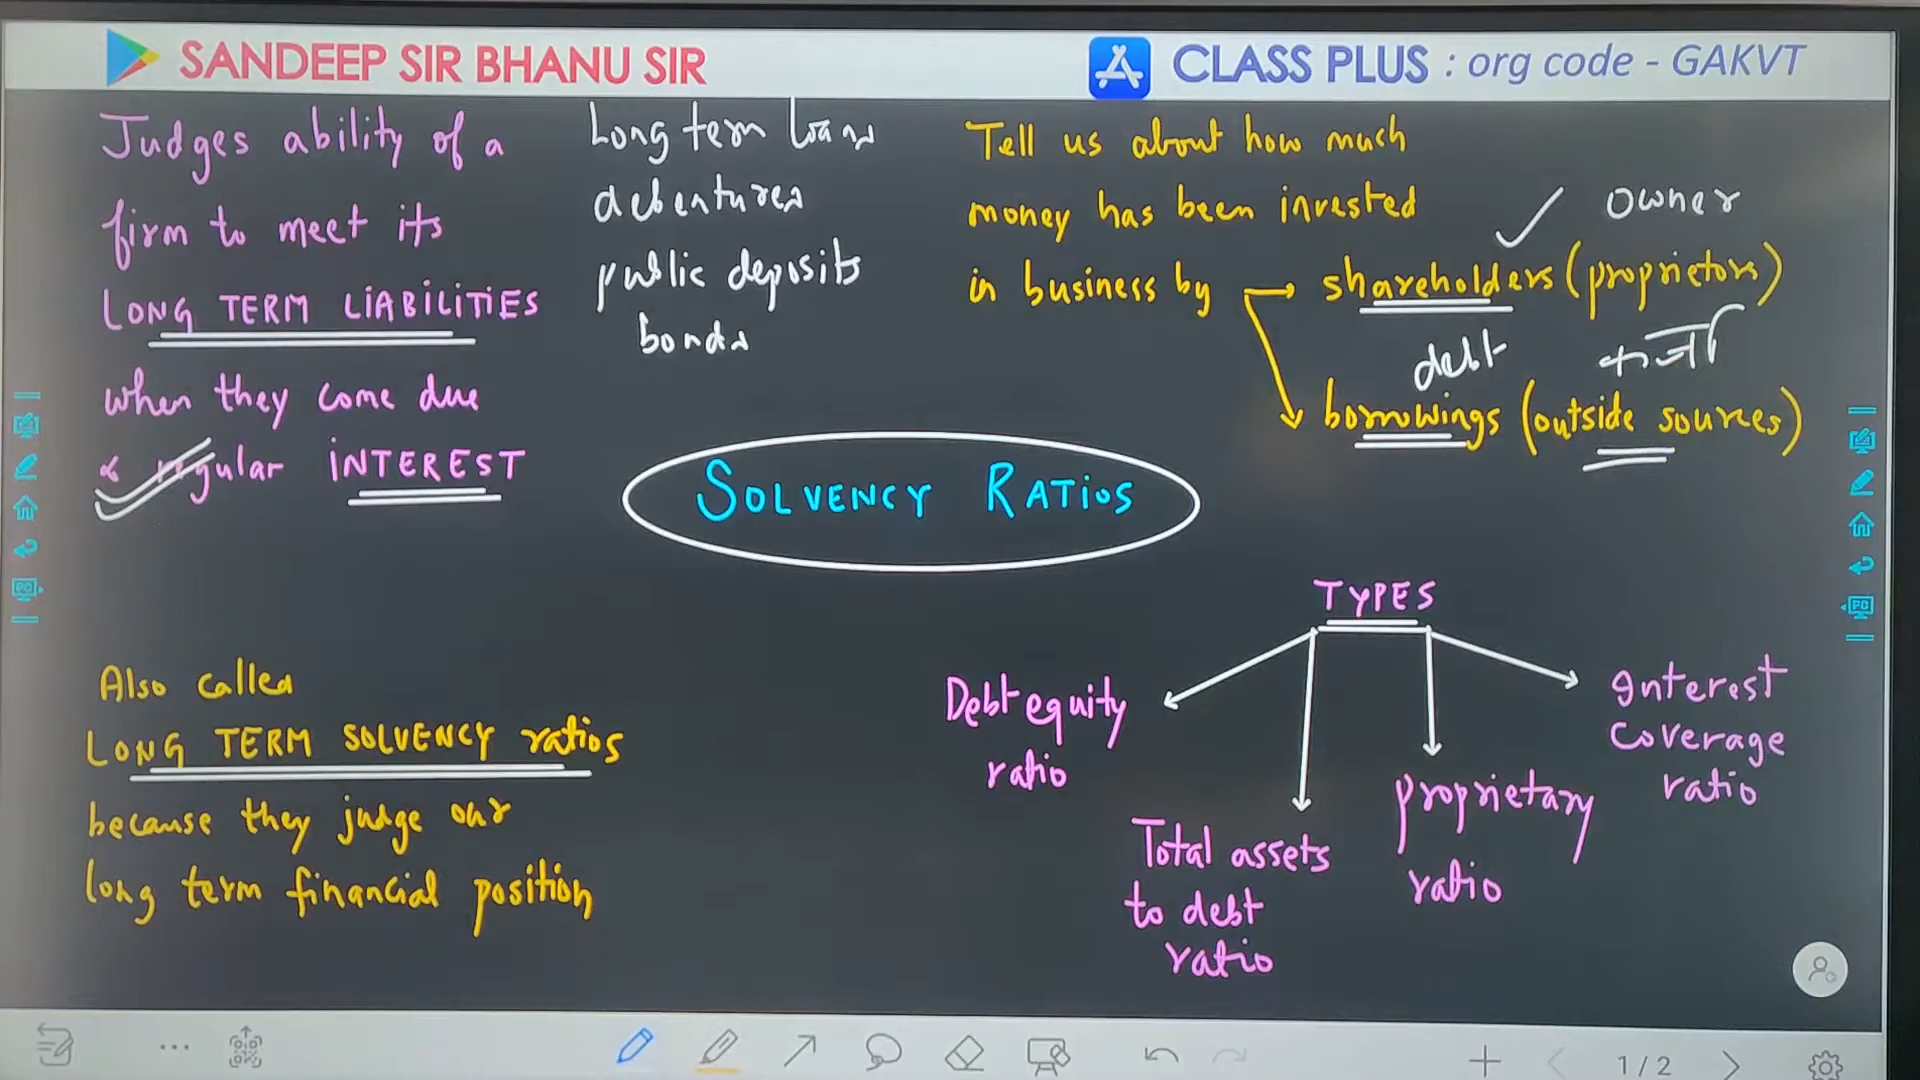 SANDEEP SIR BHANU SIR
CLASS PLUS : org code - GAKVT
Judges ability of a
firm to meet its
LONG TERM LIABILITIES
when they come due
& regular INTEREST
Long term loans
debentures
public deposits
bonds
Tell us about how much
money has been invested
in business by
owner
shareholders (proprietors)
debt
borrowings (outside sources)
SOLVENCY RATIOS
Also called
LONG TERM SOLVENCY ratios
because they judge our
long term financial position
TYPES
Debt equity
ratio
Total assets
to debt
ratio
proprietary
ratio
Interest
coverage
ratio
1 / 2